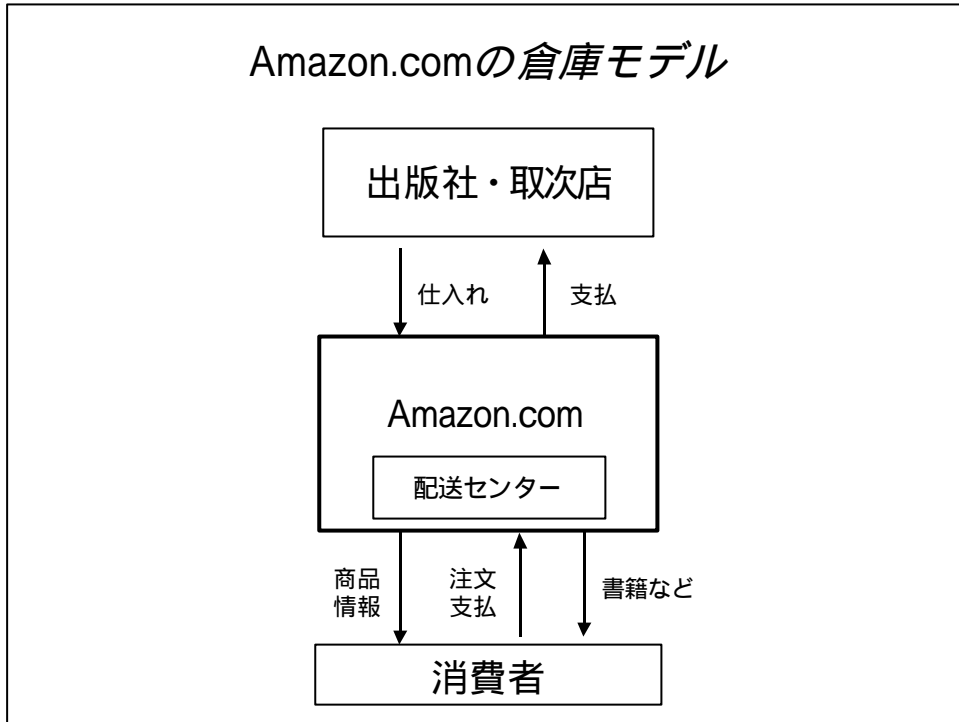 Amazon.comの倉庫モデル
出版社・取次店
仕入れ
支払
Amazon.com
配送センター
商品
情報
注文
支払
書籍など
消費者